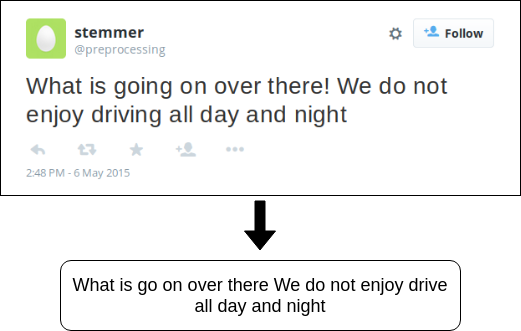 stemmer
@preprocessing
Follow
What is going on over there! We do not
enjoy driving all day and night
2:48 PM - 6 May 2015
What is go on over there We do not enjoy drive
all day and night